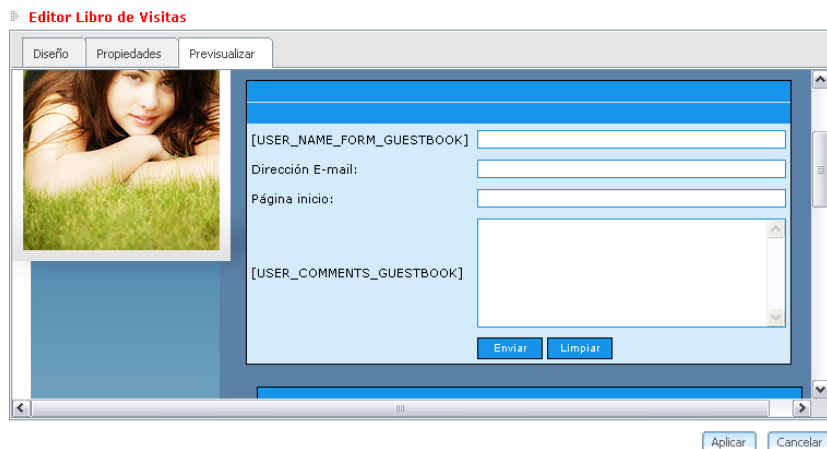 Editor Libro de Visitas
Diseño Propiedades Previsualizar
[USER_NAME_FORM_GUESTBOOK]
Dirección E-mail:
Página inicio:
[USER_COMMENTS_GUESTBOOK]
Enviar Limpiar
Aplicar Cancelar